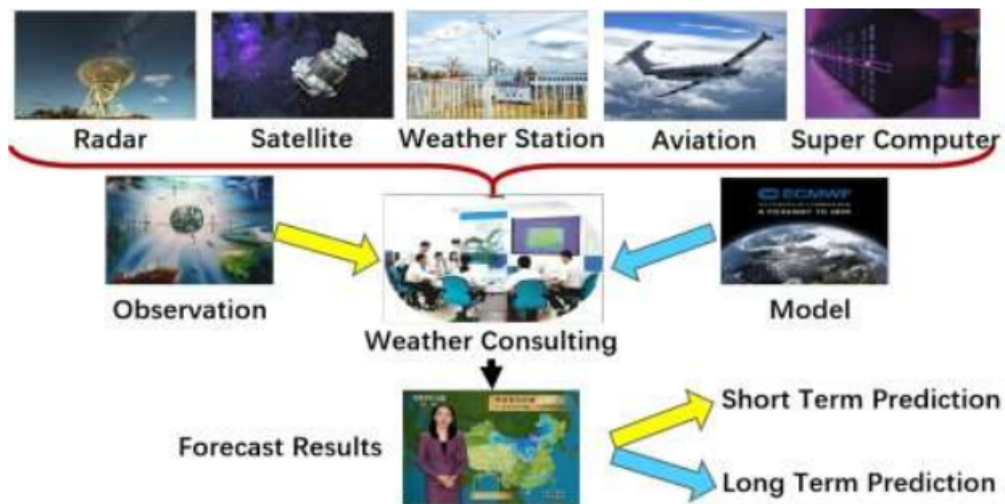 Radar
Satellite
Weather Station
Aviation
Super Computer
ECMWF
Observation
Model
Weather Consulting
Forecast Results
Short Term Prediction
Long Term Prediction